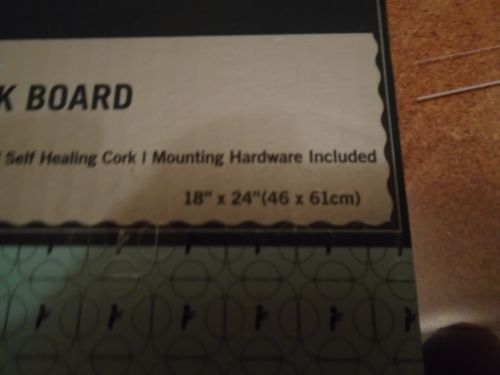 K BOARD
Self Healing Cork | Mounting Hardware Included
18" x 24"(46 x 61cm)